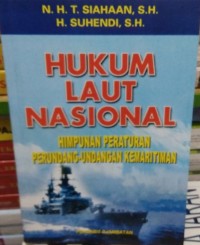 N. H. T. SIAHAAN, S.H.
H. SUHENDI, S.H.
HUKUM
LAUT
NASIONAL
HIMPUNAN PERATURAN
PERUNDANG-UNDANGAN KEMARITIMAN